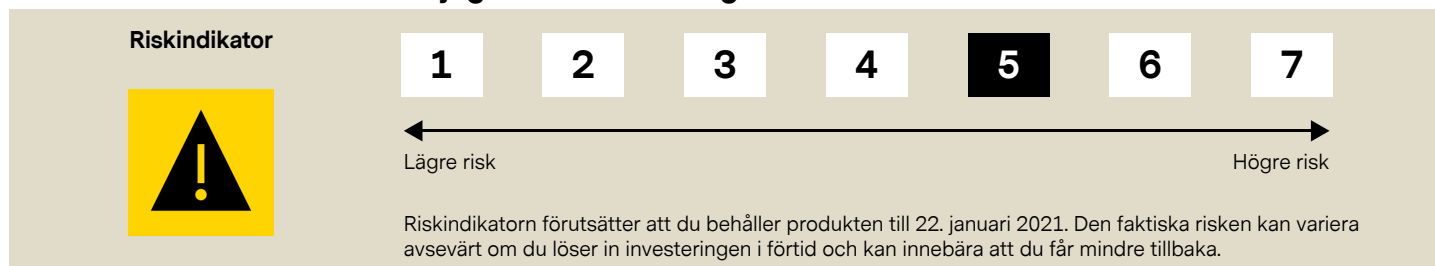 Riskindikator
1 2 3 4 5 6 7
Lägre risk Högre risk
Riskindikatorn förutsätter att du behåller produkten till 22. januari 2021. Den faktiska risken kan variera
avsevärt om du löser in investeringen i förtid och kan innebära att du får mindre tillbaka.